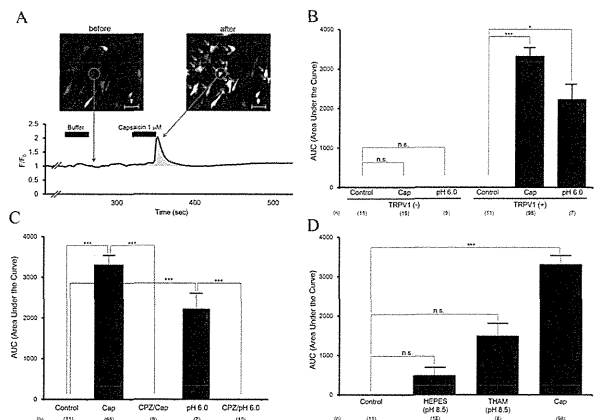 A
before
after
Buffer
Capsaicin 1 μM
F/F0
2.5
2
1.5
1
0.5
0
300
400
500
Time (sec)
B
AUC (Area Under the Curve)
4000
3000
2000
1000
0
*
***
n.s.
n.s.
Control Cap pH 6.0 Control Cap pH 6.0
TRPV1 (-) TRPV1 (+)
(n) (11) (9) (11) (98) (7)
C
AUC (Area Under the Curve)
4000
3000
2000
1000
0
*** ***
*** ***
Control Cap CPZ/Cap pH 6.0 CPZ/pH 6.0
(11) (98) (7) (10)
D
AUC (Area Under the Curve)
4000
3000
2000
1000
0
***
n.s.
n.s.
Control HEPES (pH 8.5) THAM (pH 8.5) Cap
(n) (11) (98)